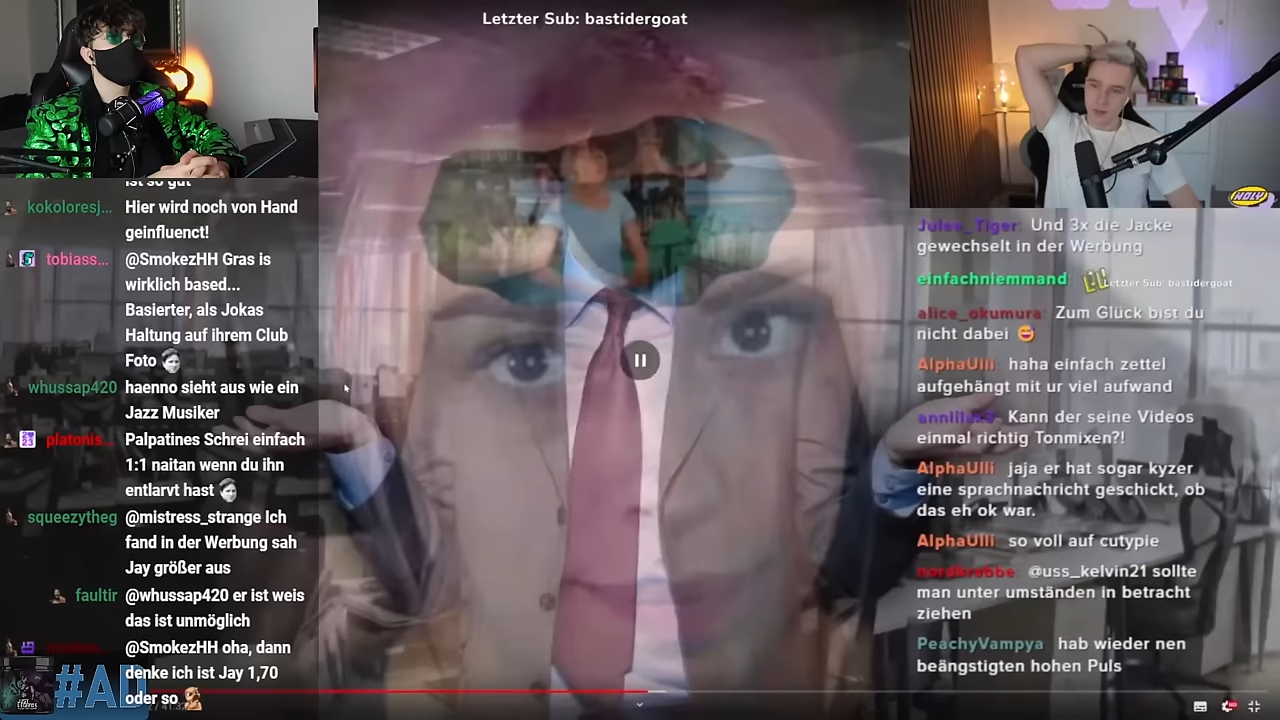 Letzter Sub: bastidergoat
ist so gut
kokoloresj... Hier wird noch von Hand
geinfluenct!
tobiass... @SmokezHH Gras is
wirklich based...
Basierter, als Jokas
Haltung auf ihrem Club
Foto
whussap420 haenno sieht aus wie ein
Jazz Musiker
platonis... Palpatines Schrei einfach
1:1 naitan wenn du ihn
entlarvt hast
squeezytheg @mistress_strange Ich
fand in der Werbung sah
Jay größer aus
faultir @whussap420 er ist weis
das ist unmöglich
@SmokezHH oha, dann
denke ich ist Jay 1,70
oder so
#AD
HOLY
Julee_Tiger: Und 3x die Jacke
gewechselt in der Werbung
einfachniemmand
Letzter Sub: bastidergoat
alice_okumura: Zum Glück bist du
nicht dabei
AlphaUlli haha einfach zettel
aufgehängt mit ur viel aufwand
Kann der seine Videos
einmal richtig Tonmixen?!
AlphaUlli jaja er hat sogar kyzer
eine sprachnachricht geschickt, ob
das eh ok war.
AlphaUlli so voll auf cutypie
nordkrabbe @uss_kelvin21 sollte
man unter umständen in betracht
ziehen
PeachyVampya hab wieder nen
beängstigten hohen Puls